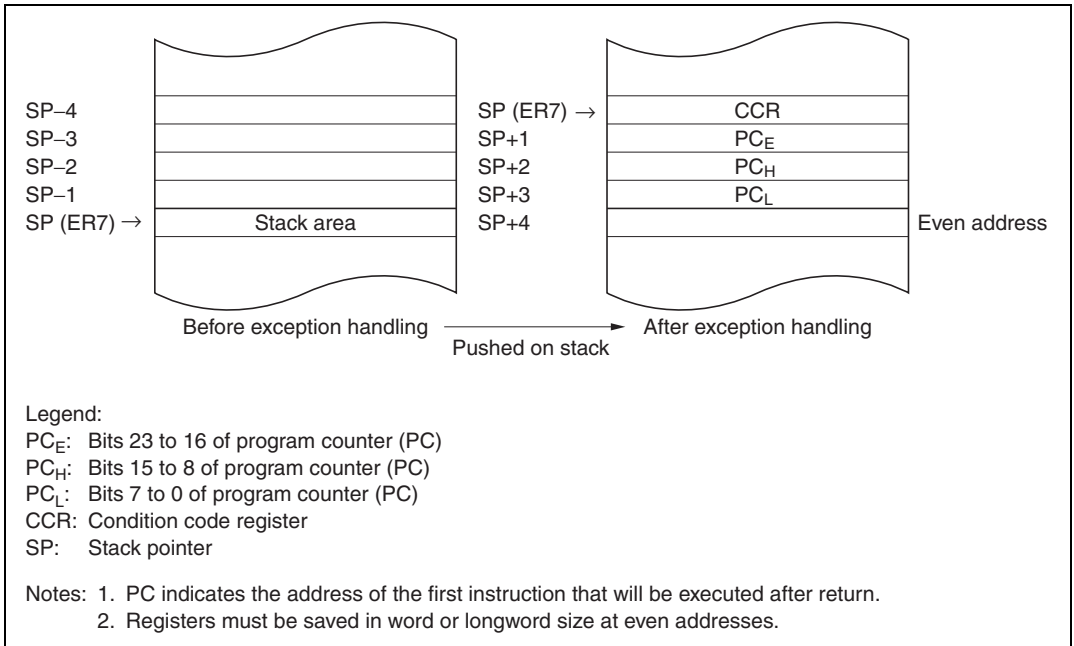 SP–4
SP–3
SP–2
SP–1
SP (ER7) →
Stack area
SP (ER7) →
SP+1
SP+2
SP+3
SP+4
CCR
PCE
PCH
PCL
Even address
Before exception handling
Pushed on stack
After exception handling
Legend:
PCE: Bits 23 to 16 of program counter (PC)
PCH: Bits 15 to 8 of program counter (PC)
PCL: Bits 7 to 0 of program counter (PC)
CCR: Condition code register
SP: Stack pointer
Notes: 1. PC indicates the address of the first instruction that will be executed after return.
2. Registers must be saved in word or longword size at even addresses.